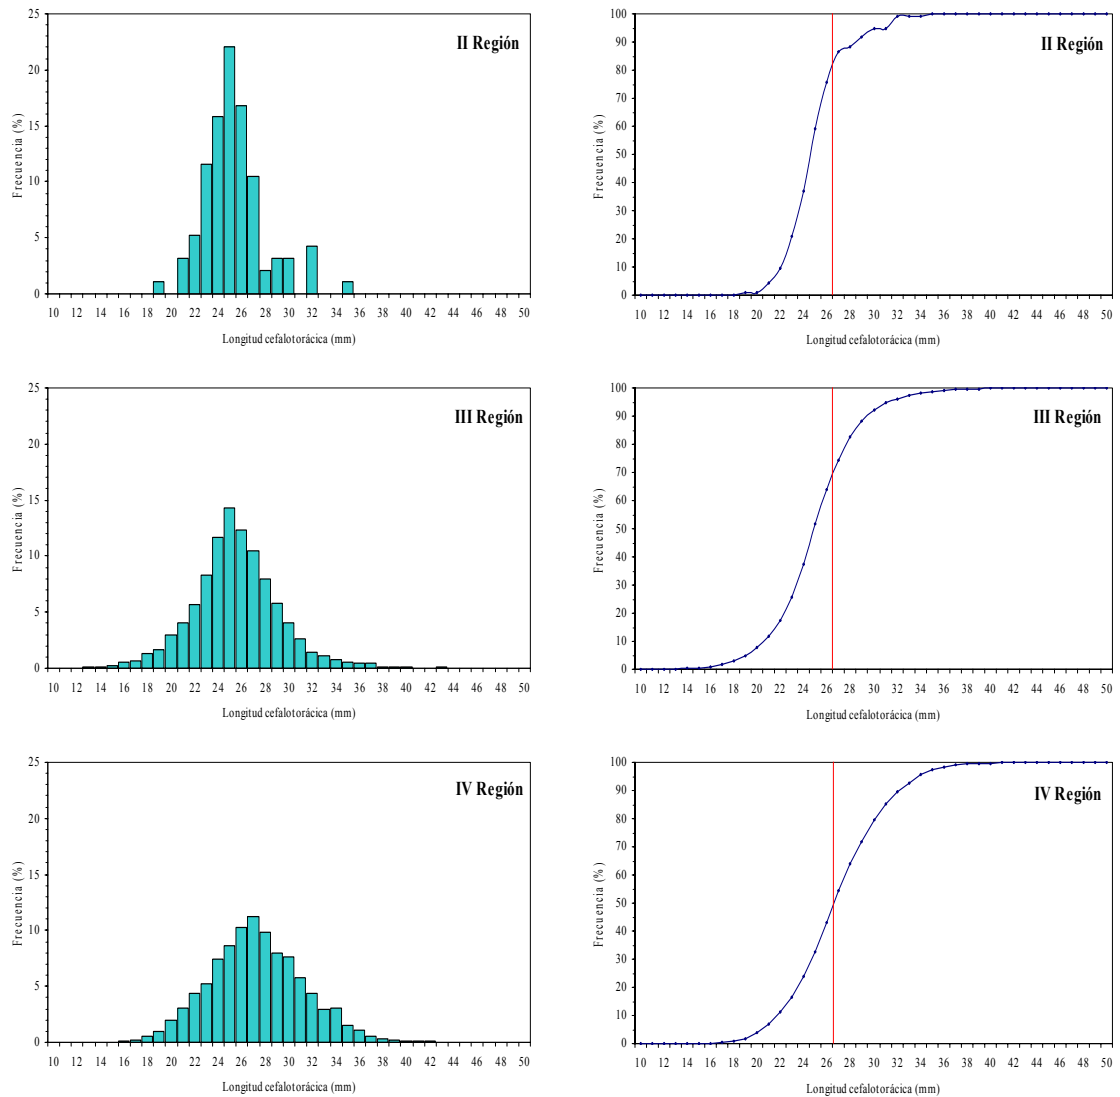 25
20
15
10
5
0
Frecuencia (%)
II Región
10 12 14 16 18 20 22 24 26 28 30 32 34 36 38 40 42 44 46 48 50
Longitud cefalotorácica (mm)
100
90
80
70
60
50
40
30
20
10
0
Frecuencia (%)
II Región
10 12 14 16 18 20 22 24 26 28 30 32 34 36 38 40 42 44 46 48 50
Longitud cefalotorácica (mm)
25
20
15
10
5
0
Frecuencia (%)
III Región
10 12 14 16 18 20 22 24 26 28 30 32 34 36 38 40 42 44 46 48 50
Longitud cefalotorácica (mm)
100
90
80
70
60
50
40
30
20
10
0
Frecuencia (%)
III Región
10 12 14 16 18 20 22 24 26 28 30 32 34 36 38 40 42 44 46 48 50
Longitud cefalotorácica (mm)
25
20
15
10
5
0
Frecuencia (%)
IV Región
10 12 14 16 18 20 22 24 26 28 30 32 34 36 38 40 42 44 46 48 50
Longitud cefalotorácica (mm)
100
90
80
70
60
50
40
30
20
10
0
Frecuencia (%)
IV Región
10 12 14 16 18 20 22 24 26 28 30 32 34 36 38 40 42 44 46 48 50
Longitud cefalotorácica (mm)